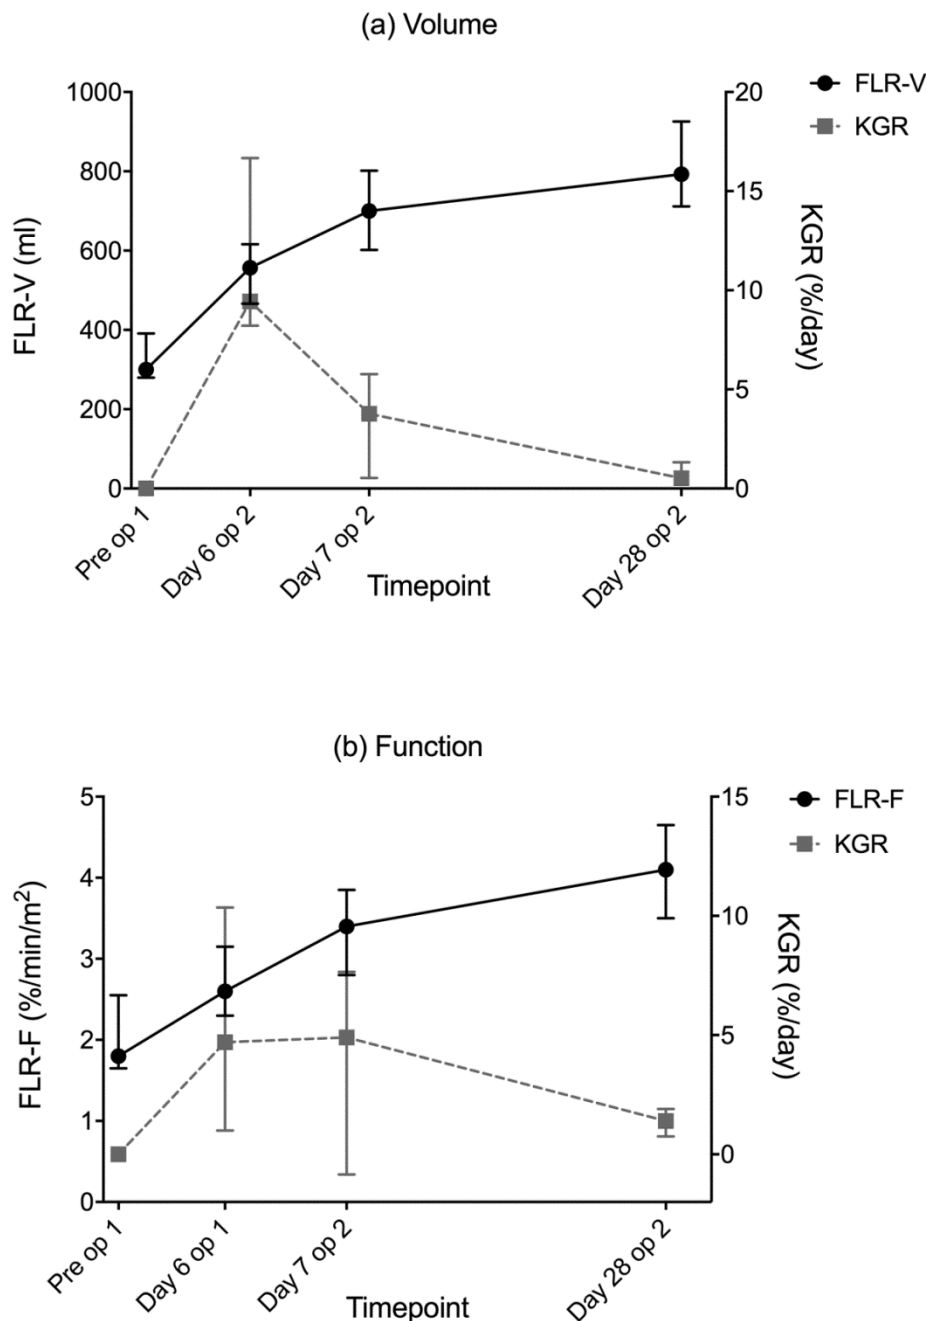 (a) Volume
FLR-V
KGR
1000
800
600
400
200
0
FLR-V (ml)
20
15
10
5
0
KGR (%/day)
Pre op 1
Day 6 op 2
Day 7 op 2
Day 28 op 2
Timepoint
(b) Function
FLR-F
KGR
5
4
3
2
1
0
FLR-F (%/min/m²)
15
10
5
0
KGR (%/day)
Pre op 1
Day 6 op 1
Day 7 op 2
Day 28 op 2
Timepoint